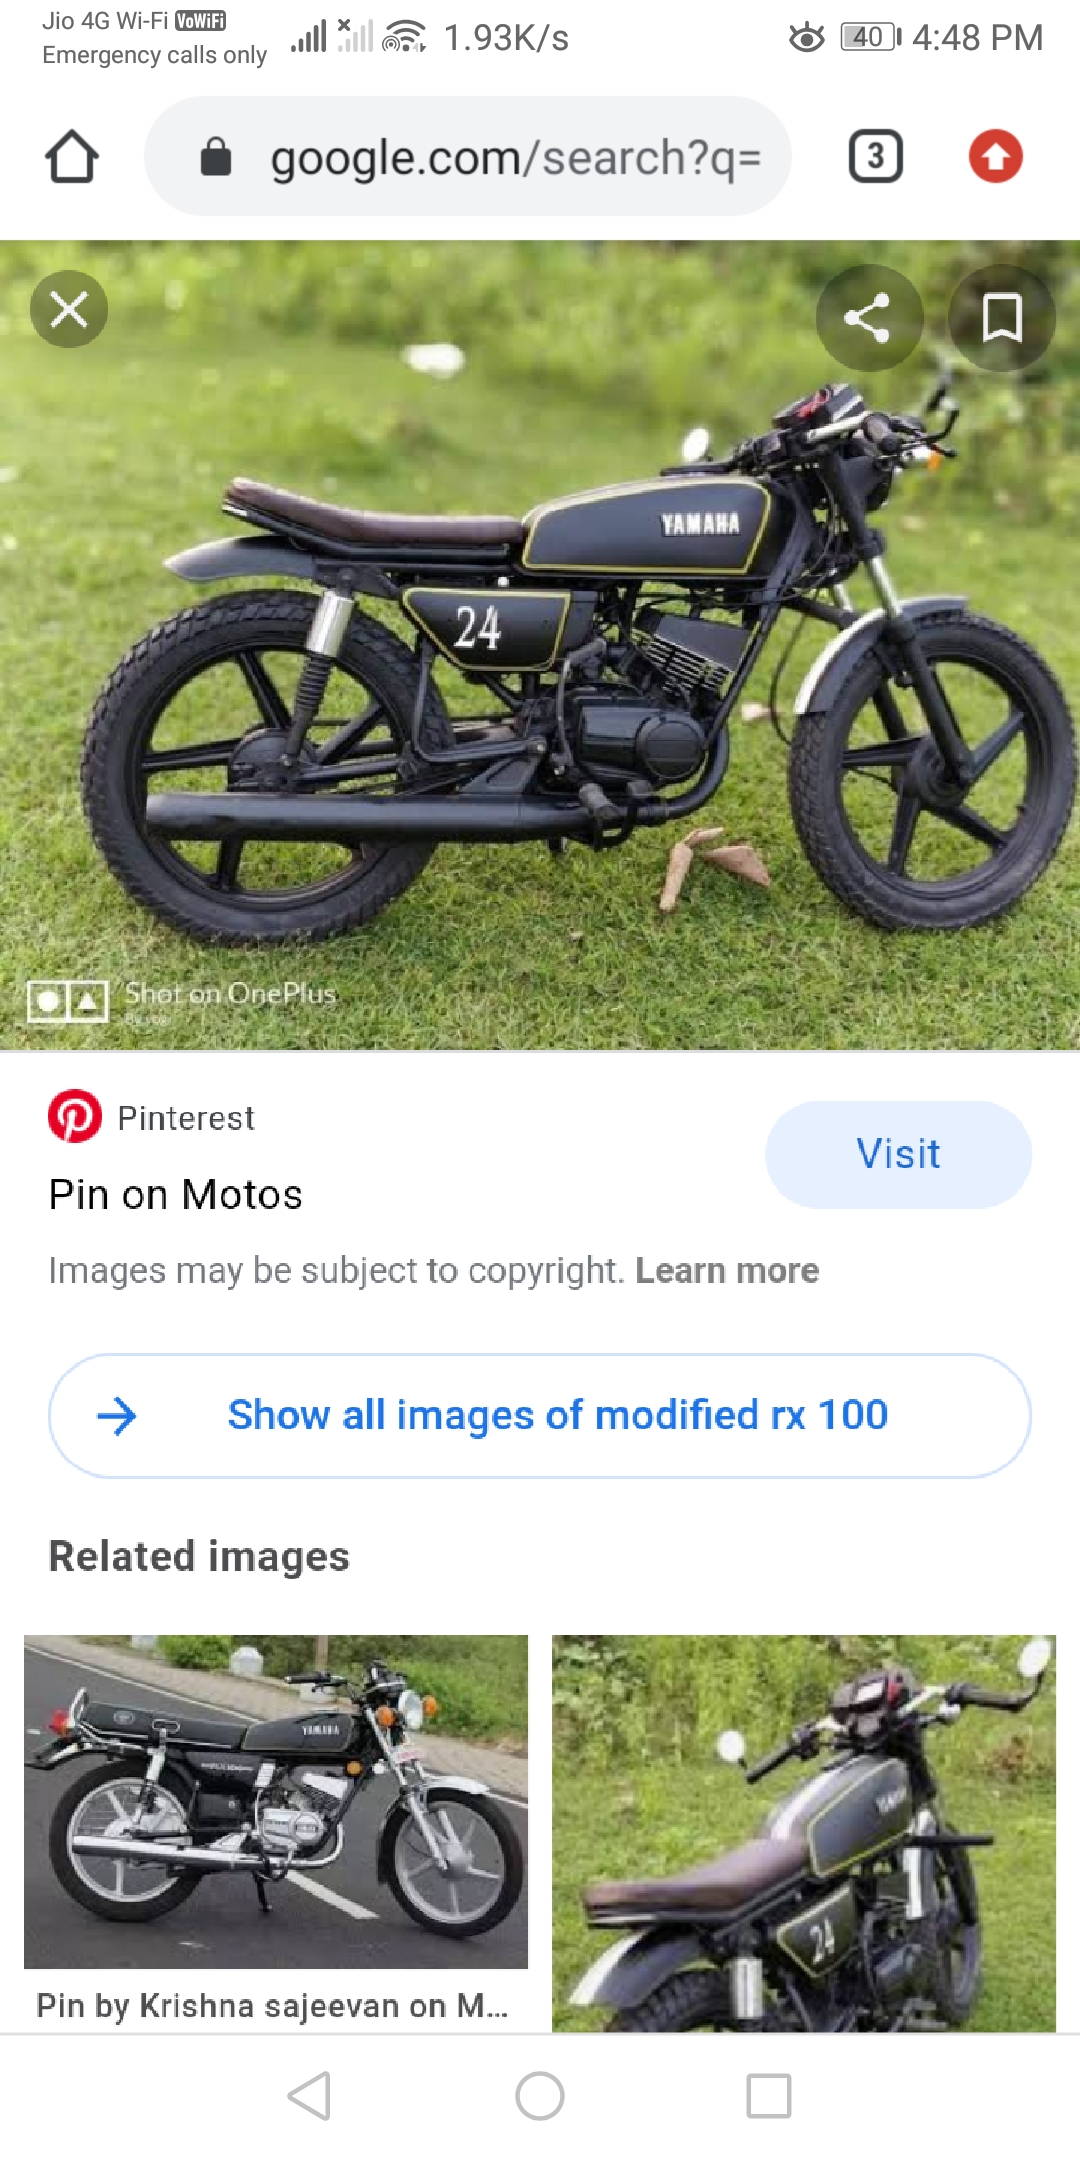 Jio 4G Wi-Fi VoWiFi
Emergency calls only
1.93K/s
40
4:48 PM
google.com/search?q=
3
YAMAHA
24
Shot on OnePlus
Pinterest
Visit
Pin on Motos
Images may be subject to copyright. Learn more
Show all images of modified rx 100
Related images
YAMAHA
YAMAHA
24
Pin by Krishna sajeevan on M...